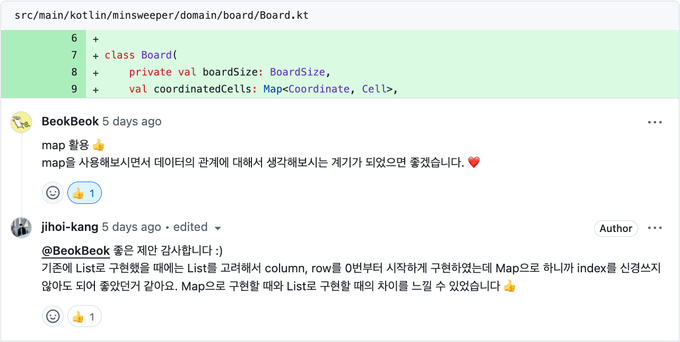 src/main/kotlin/minsweeper/domain/board/Board.kt
6 +
7 + class Board(
8 + private val boardSize: BoardSize,
9 + val coordinatedCells: Map<Coordinate, Cell>,
BeokBeok 5 days ago
map 활용 👍
map을 사용해보시면서 데이터의 관계에 대해서 생각해보시는 계기가 되었으면 좋겠습니다. ❤️
👍 1
jihoi-kang 5 days ago • edited Author
@BeokBeok 좋은 제안 감사합니다 :)
기존에 List로 구현했을 때에는 List를 고려해서 column, row를 0번부터 시작하게 구현하였는데 Map으로 하니까 index를 신경쓰지
않아도 되어 좋았던거 같아요. Map으로 구현할 때와 List로 구현할 때의 차이를 느낄 수 있었습니다 👍
👍 1